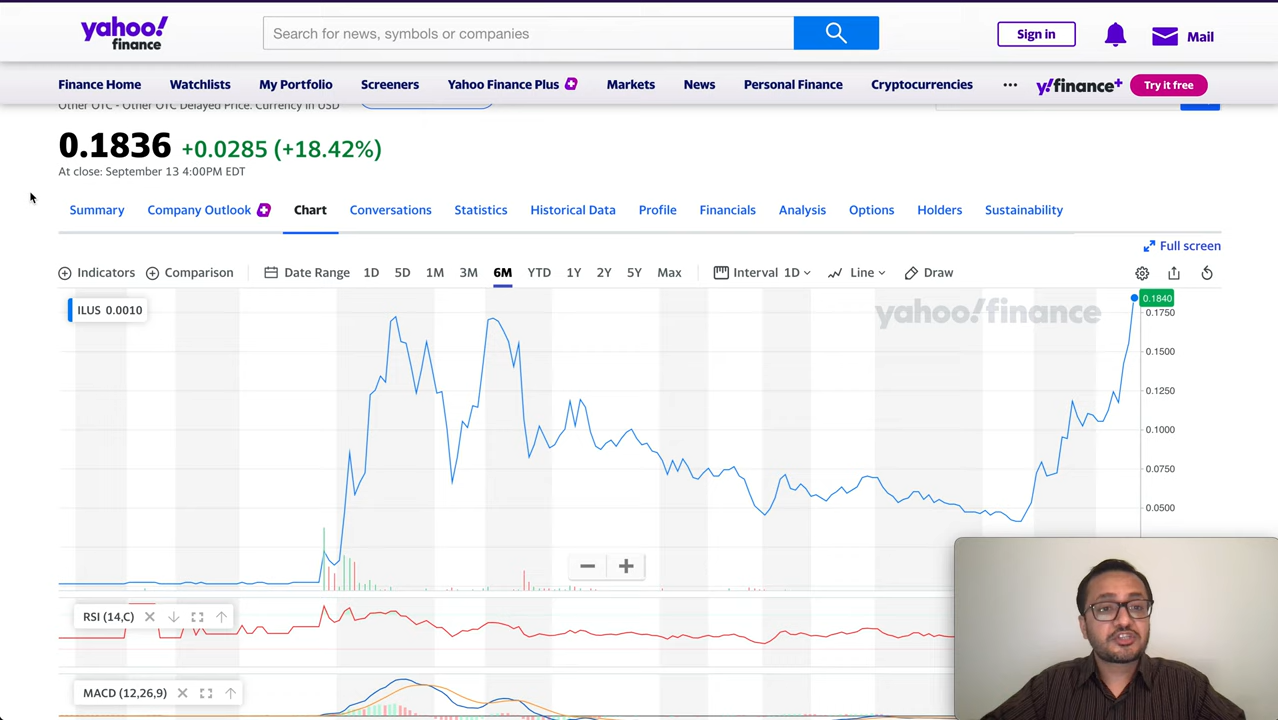 yahoo!
finance
Search for news, symbols or companies
Sign in
Mail
Finance Home Watchlists My Portfolio Screeners Yahoo Finance Plus Markets News Personal Finance Cryptocurrencies ... y!finance+ Try it free
Other OTC - Other OTC Delayed Price. Currency in USD
0.1836 +0.0285 (+18.42%)
At close: September 13 4:00PM EDT
Summary Company Outlook Chart Conversations Statistics Historical Data Profile Financials Analysis Options Holders Sustainability
Full screen
Indicators Comparison Date Range 1D 5D 1M 3M 6M YTD 1Y 2Y 5Y Max Interval 1D Line Draw
ILUS 0.0010
yahoo!finance
0.1840
0.1750
0.1500
0.1250
0.1000
0.0750
0.0500
RSI (14,C)
MACD (12,26,9)